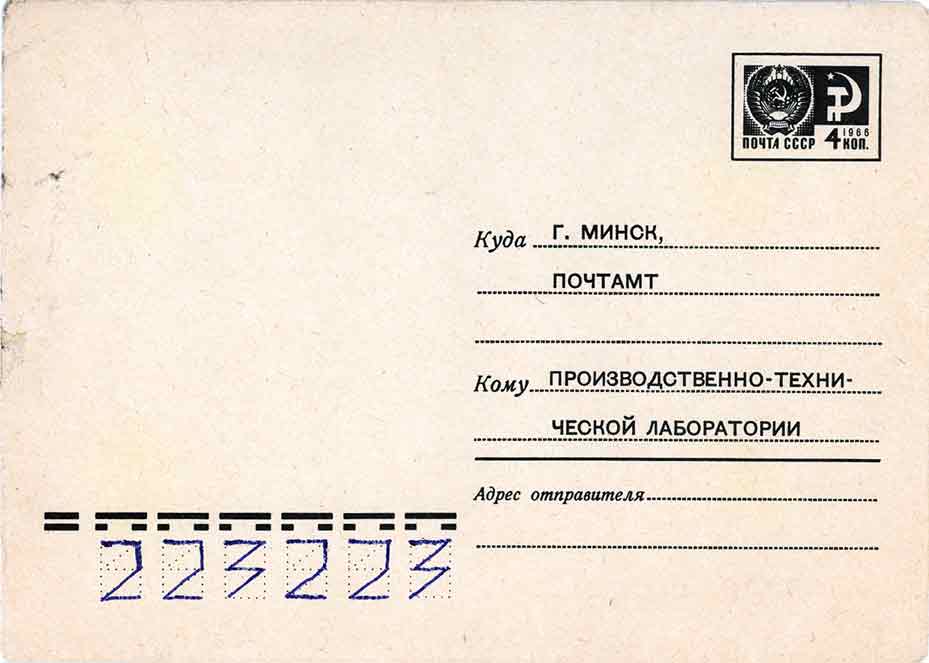 ПОЧТА СССР 4 1966 КОП.
Куда Г. МИНСК,
ПОЧТАМТ
Кому ПРОИЗВОДСТВЕННО-ТЕХНИ-
ЧЕСКОЙ ЛАБОРАТОРИИ
Адрес отправителя
223223